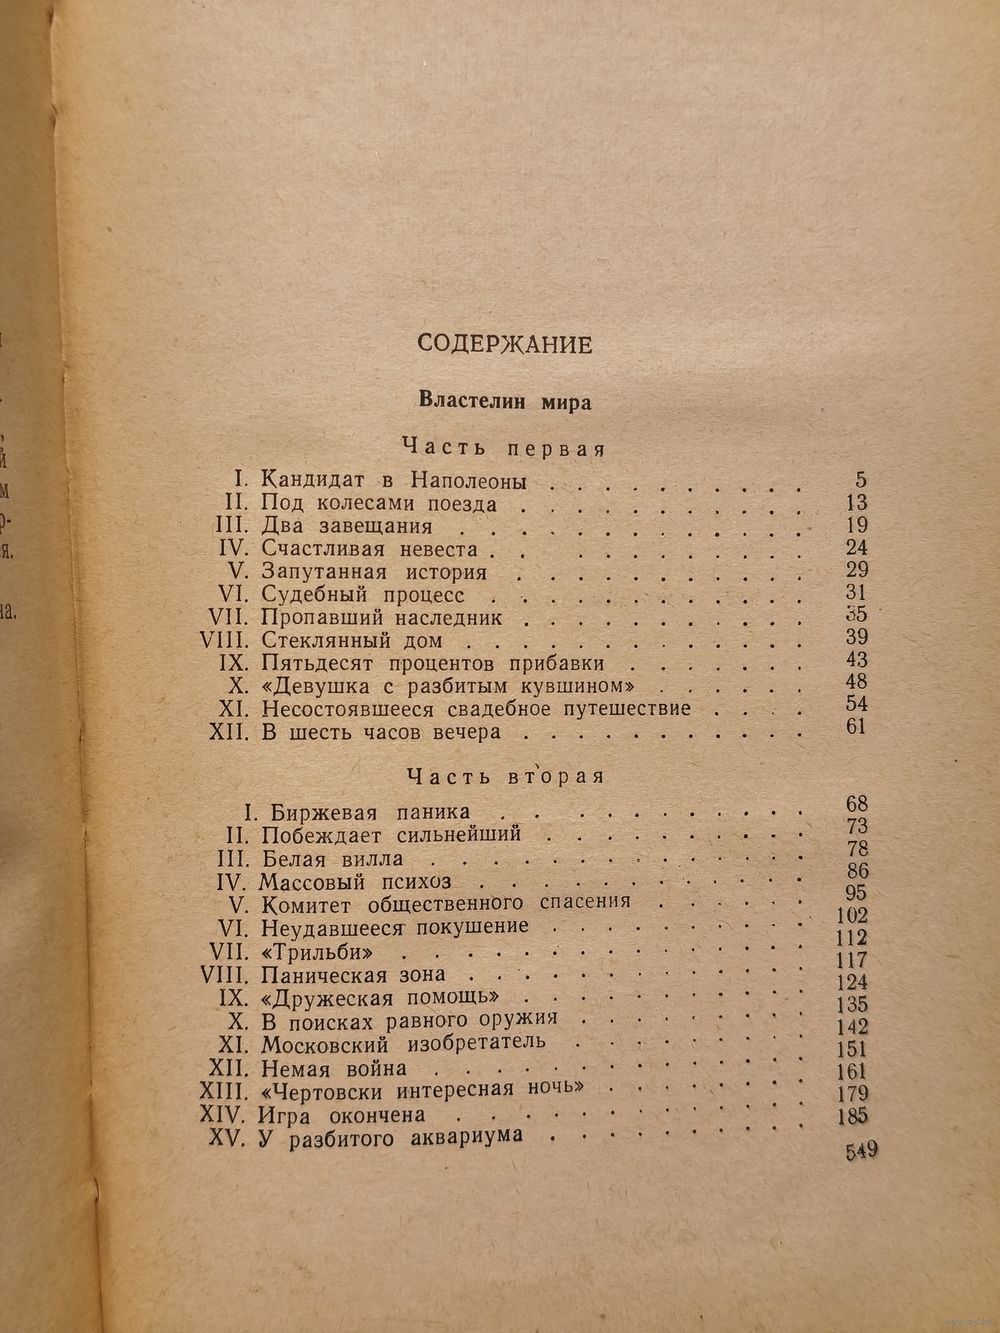 СОДЕРЖАНИЕ
Властелин мира
Часть первая
I. Кандидат в Наполеоны . . . . . . . . . . 5
II. Под колесами поезда . . . . . . . . . . . 13
III. Два завещания . . . . . . . . . . . . 19
IV. Счастливая невеста . . . . . . . . . . . 24
V. Запутанная история . . . . . . . . . . . 29
VI. Судебный процесс . . . . . . . . . . . . 31
VII. Пропавший наследник . . . . . . . . . . . 35
VIII. Стеклянный дом . . . . . . . . . . . . . 39
IX. Пятьдесят процентов прибавки . . . . . . . 43
X. «Девушка с разбитым кувшином» . . . . . . 48
XI. Несостоявшееся свадебное путешествие . . . . 54
XII. В шесть часов вечера . . . . . . . . . . . 61
Часть вторая
I. Биржевая паника . . . . . . . . . . . . 68
II. Побеждает сильнейший . . . . . . . . . . 73
III. Белая вилла . . . . . . . . . . . . . . 78
IV. Массовый психоз . . . . . . . . . . . . 86
V. Комитет общественного спасения . . . . . . 95
VI. Неудавшееся покушение . . . . . . . . . . 102
VII. «Трильби» . . . . . . . . . . . . . . . 112
VIII. Паническая зона . . . . . . . . . . . . . 117
IX. «Дружеская помощь» . . . . . . . . . . . 124
X. В поисках равного оружия . . . . . . . . . 135
XI. Московский изобретатель . . . . . . . . . 142
XII. Немая война . . . . . . . . . . . . . . 151
XIII. «Чертовски интересная ночь» . . . . . . . . 161
XIV. Игра окончена . . . . . . . . . . . . . 179
XV. У разбитого аквариума . . . . . . . . . . 185
549